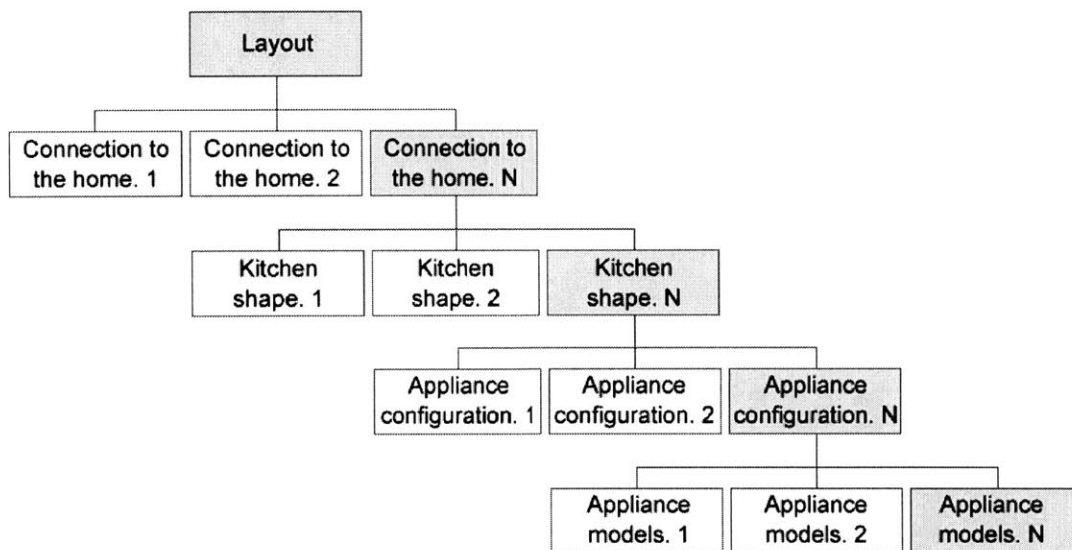 Layout
Connection to
the home. 1
Connection to
the home. 2
Connection to
the home. N
Kitchen
shape. 1
Kitchen
shape. 2
Kitchen
shape. N
Appliance
configuration. 1
Appliance
configuration. 2
Appliance
configuration. N
Appliance
models. 1
Appliance
models. 2
Appliance
models. N